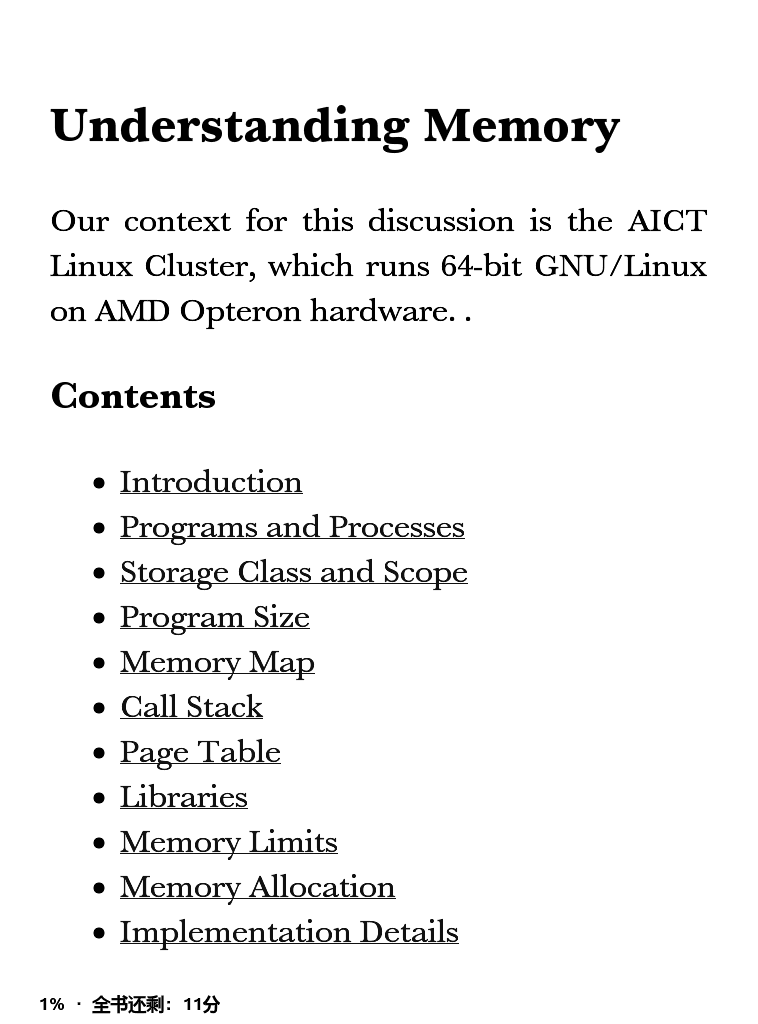 Understanding Memory
Our context for this discussion is the AICT
Linux Cluster, which runs 64-bit GNU/Linux
on AMD Opteron hardware. .
Contents
• Introduction
• Programs and Processes
• Storage Class and Scope
• Program Size
• Memory Map
• Call Stack
• Page Table
• Libraries
• Memory Limits
• Memory Allocation
• Implementation Details
1% · 全书还剩：11分